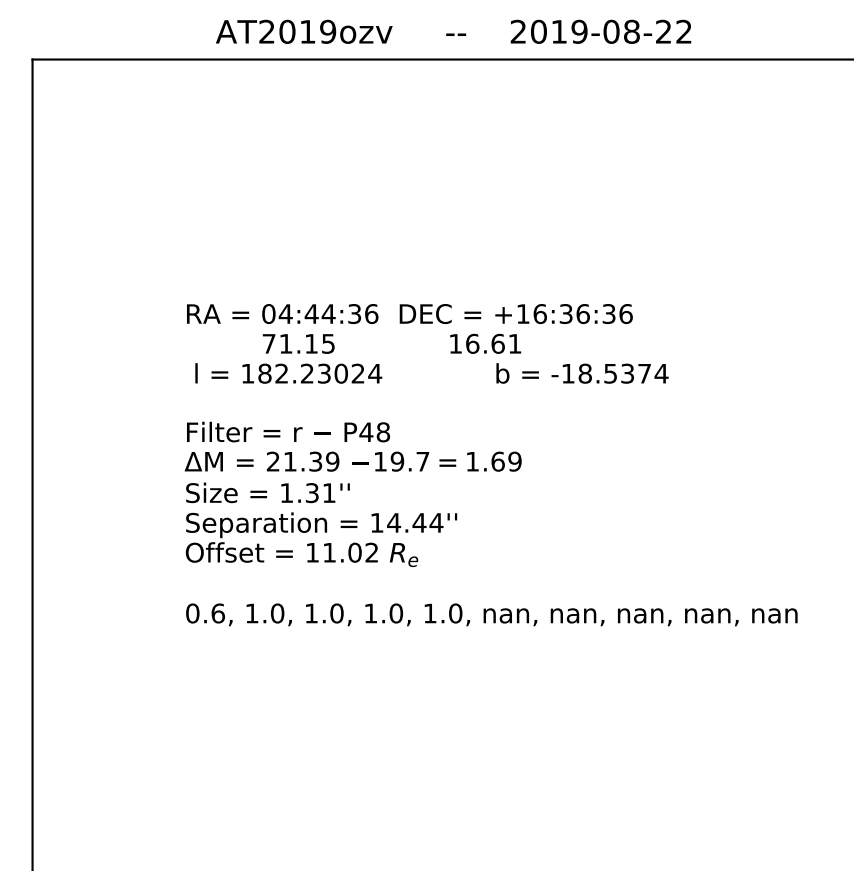 AT2019ozv -- 2019-08-22
RA = 04:44:36 DEC = +16:36:36
71.15 16.61
l = 182.23024 b = -18.5374
Filter = r − P48
ΔM = 21.39 −19.7 = 1.69
Size = 1.31''
Separation = 14.44''
Offset = 11.02 Re
0.6, 1.0, 1.0, 1.0, 1.0, nan, nan, nan, nan, nan